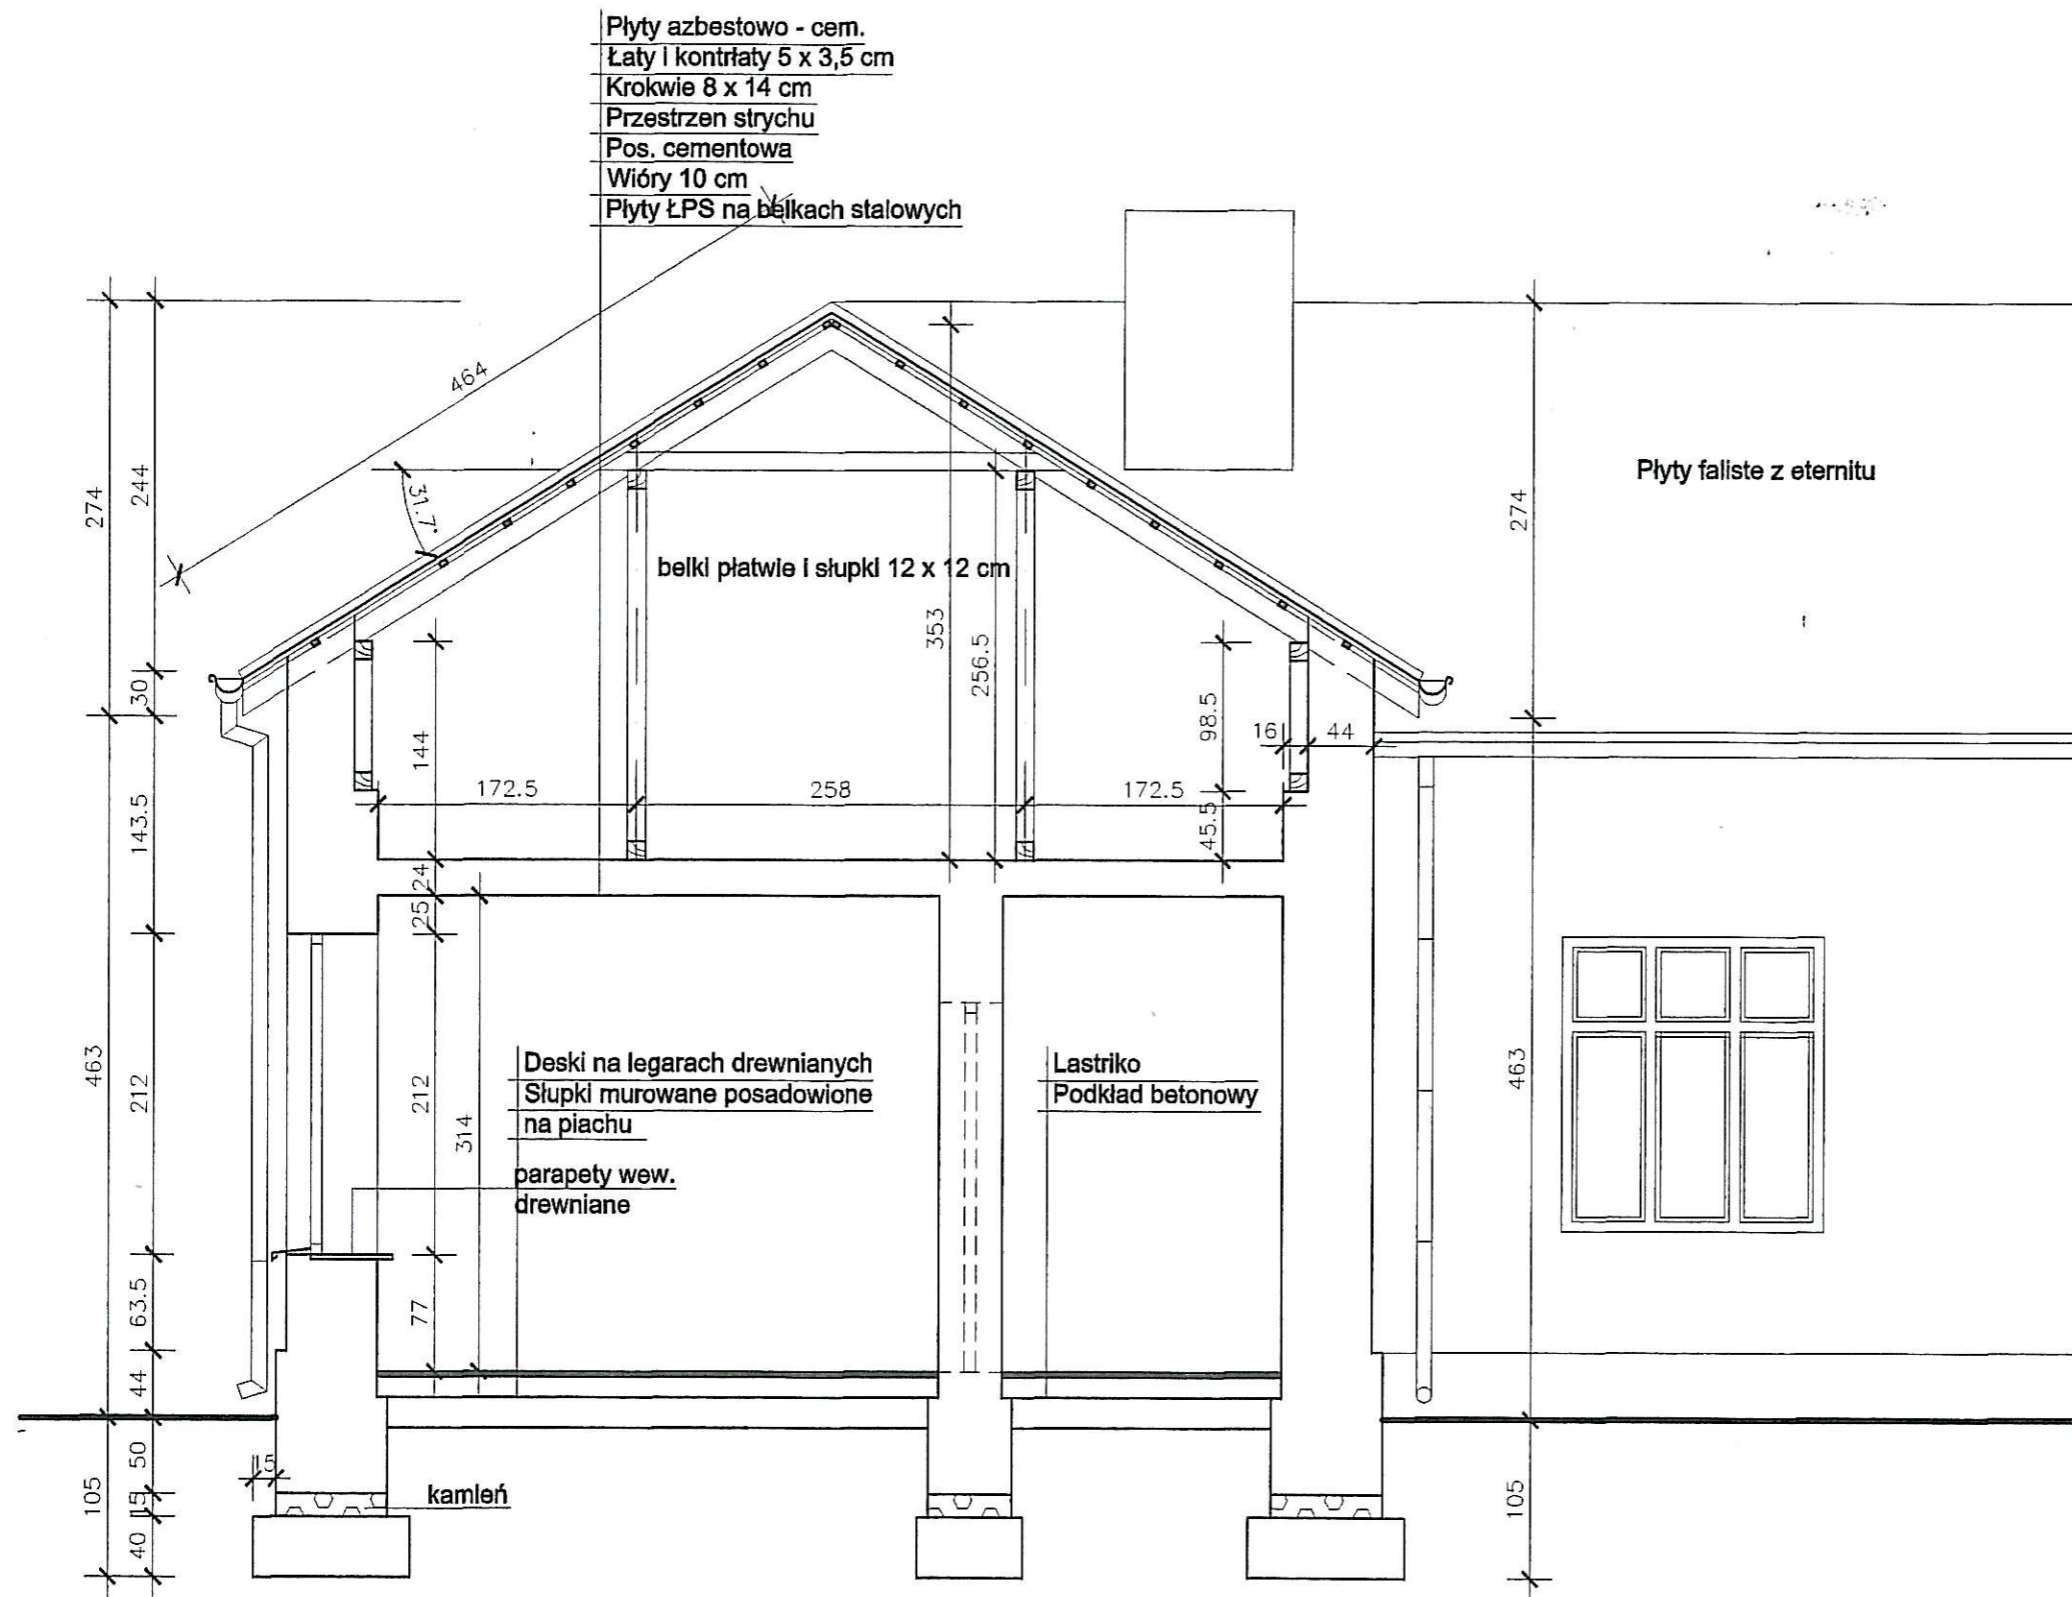 Płyty azbestowo - cem.
Łaty i kontrłaty 5 x 3,5 cm
Krokwie 8 x 14 cm
Przestrzen strychu
Pos. cementowa
Wióry 10 cm
Płyty ŁPS na belkach stalowych
464
31.7°
274
244
30
143.5
463
212
63.5
44
50
15
105
40
15
Płyty faliste z eternitu
274
belki płatwie i słupki 12 x 12 cm
353
256.5
144
98.5
16
44
172.5
258
172.5
45.5
24
25
212
314
77
Deski na legarach drewnianych
Słupki murowane posadowione
na piachu
parapety wew.
drewniane
Lastriko
Podkład betonowy
463
kamień
105